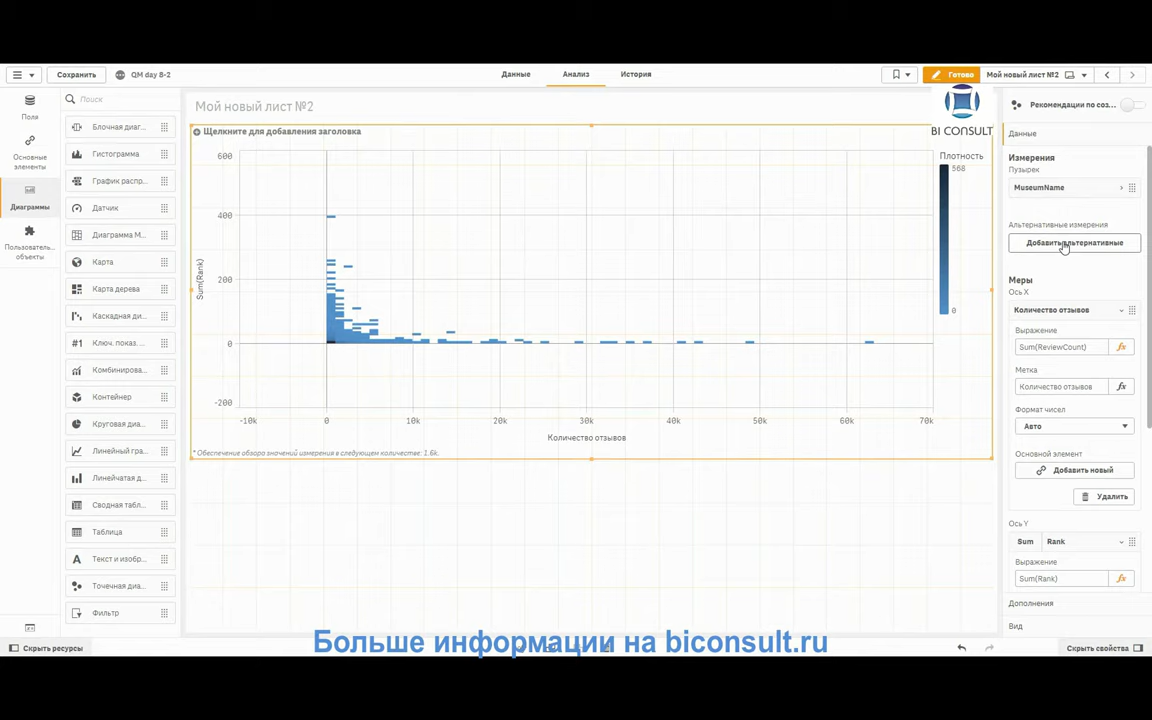 Сохранить
QM day 8-2
Данные
Анализ
История
Готово
Мой новый лист №2
Поля
Основные элементы
Диаграммы
Пользователь... объекты
Поиск
Блочная диаг...
Гистограмма
График распр...
Датчик
Диаграмма М...
Карта
Карта дерева
Каскадная ди...
#1 Ключ. показ. ...
Комбинирова...
Контейнер
Круговая диа...
Линейный гра...
Линейчатая д...
Сводная табл...
Таблица
A Текст и изобр...
Точечная диа...
Фильтр
Скрыть ресурсы
Мой новый лист №2
Щелкните для добавления заголовка
BI CONSULT
Плотность
568
0
600
400
200
0
-200
Sum(Rank)
-10k 0 10k 20k 30k 40k 50k 60k 70k
Количество отзывов
* Обеспечение обзора значений измерения в следующем количестве: 1.6k.
Рекомендации по соз...
Данные
Измерения
Пузырек
MuseumName
Альтернативные измерения
Добавить альтернативные
Меры
Ось X
Количество отзывов
Выражение
Sum(ReviewCount)
fx
Метка
Количество отзывов
fx
Формат чисел
Авто
Основной элемент
Добавить новый
Удалить
Ось Y
Sum Rank
Выражение
Sum(Rank)
fx
Дополнения
Вид
Скрыть свойства
Больше информации на biconsult.ru